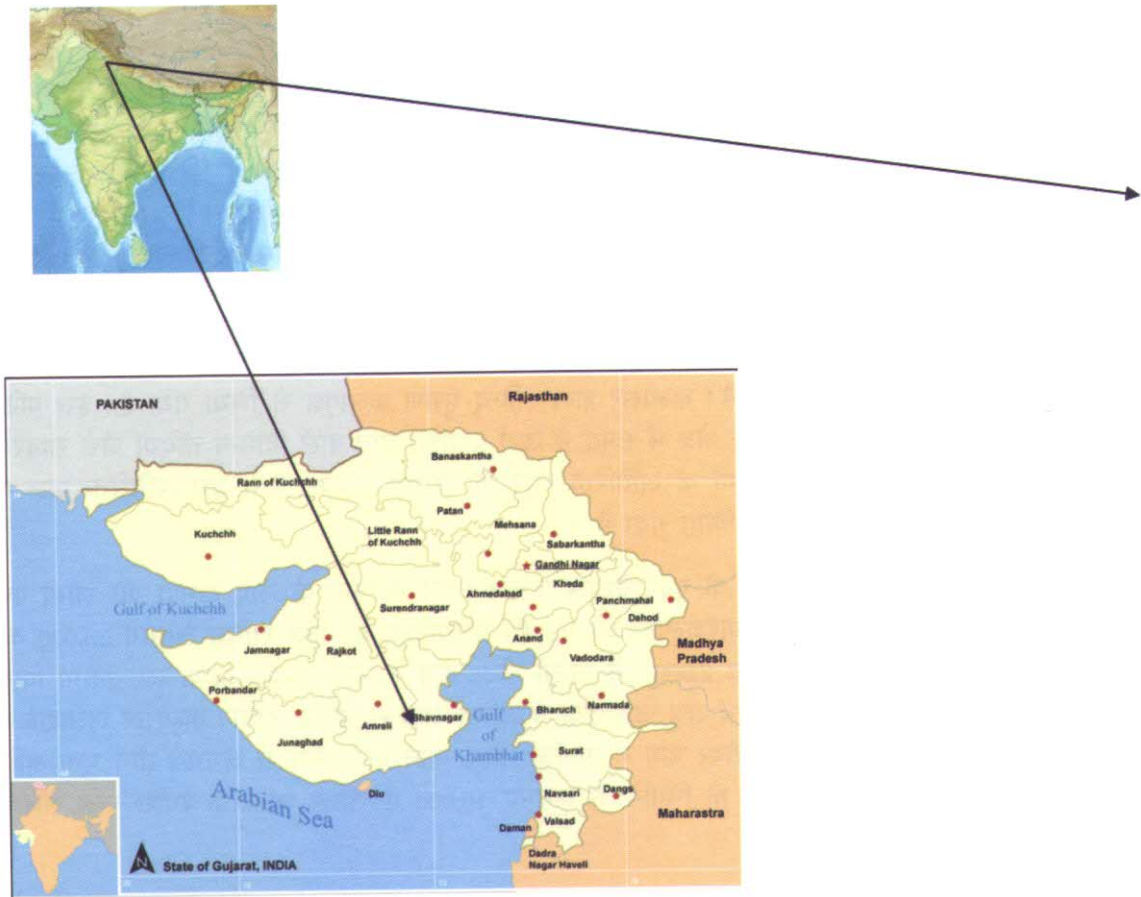 PAKISTAN
Rajasthan
Banaskantha
Rann of Kuchchh
Patan
Mehsana
Kuchchh
Little Rann
of Kuchchh
Sabarkantha
Gandhi Nagar
Kheda
Ahmedabad
Gulf of Kuchchh
Surendranagar
Panchmahal
Dahod
Anand
Jamnagar
Rajkot
Madhya
Pradesh
Vadodara
Porbandar
Narmada
Bharuch
Bhavnagar
Gulf
of
Khambhat
Amreli
Junaghad
Surat
Arabian Sea
Diu
Navsari
Dangs
Maharastra
Valsad
Daman
Dadra
Nagar Haveli
N
State of Gujarat, INDIA